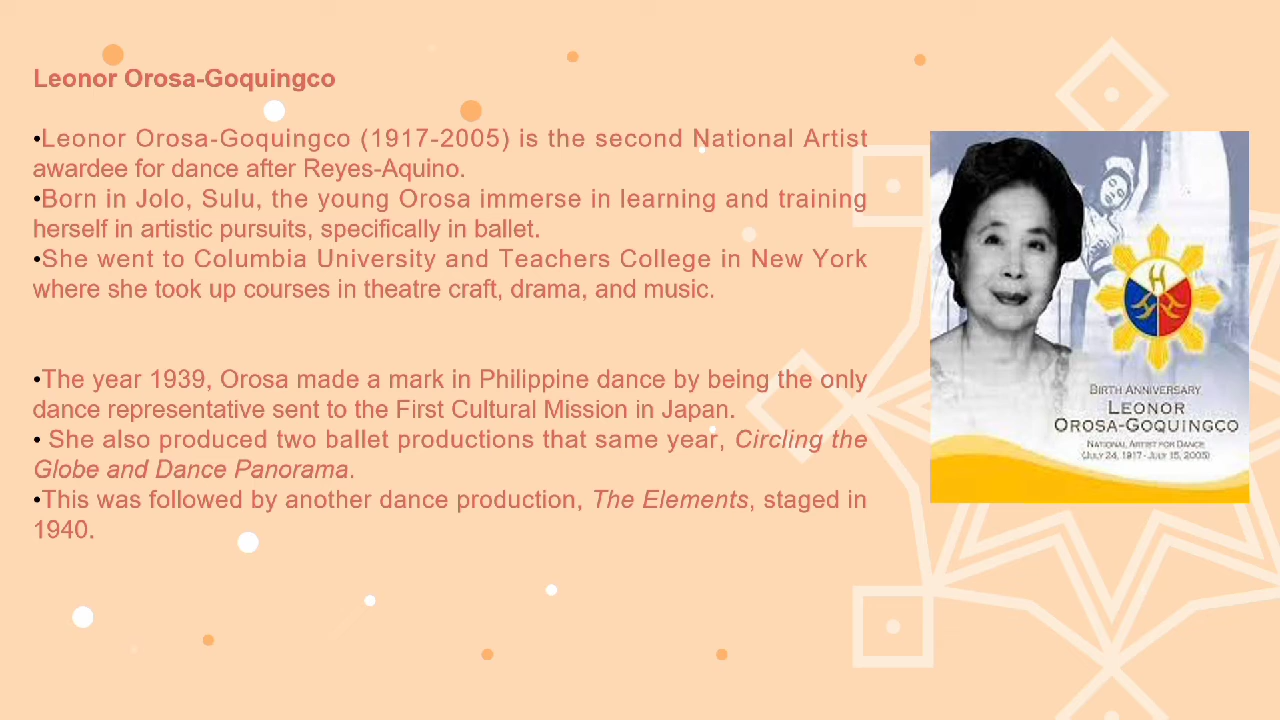 Leonor Orosa-Goquingco
•Leonor Orosa-Goquingco (1917-2005) is the second National Artist
awardee for dance after Reyes-Aquino.
•Born in Jolo, Sulu, the young Orosa immerse in learning and training
herself in artistic pursuits, specifically in ballet.
•She went to Columbia University and Teachers College in New York
where she took up courses in theatre craft, drama, and music.
•The year 1939, Orosa made a mark in Philippine dance by being the only
dance representative sent to the First Cultural Mission in Japan.
• She also produced two ballet productions that same year, Circling the
Globe and Dance Panorama.
•This was followed by another dance production, The Elements, staged in
1940.
BIRTH ANNIVERSARY
LEONOR
OROSA-GOQUINGCO
NATIONAL ARTIST FOR DANCE
(JULY 24, 1917 - JULY 15, 2005)